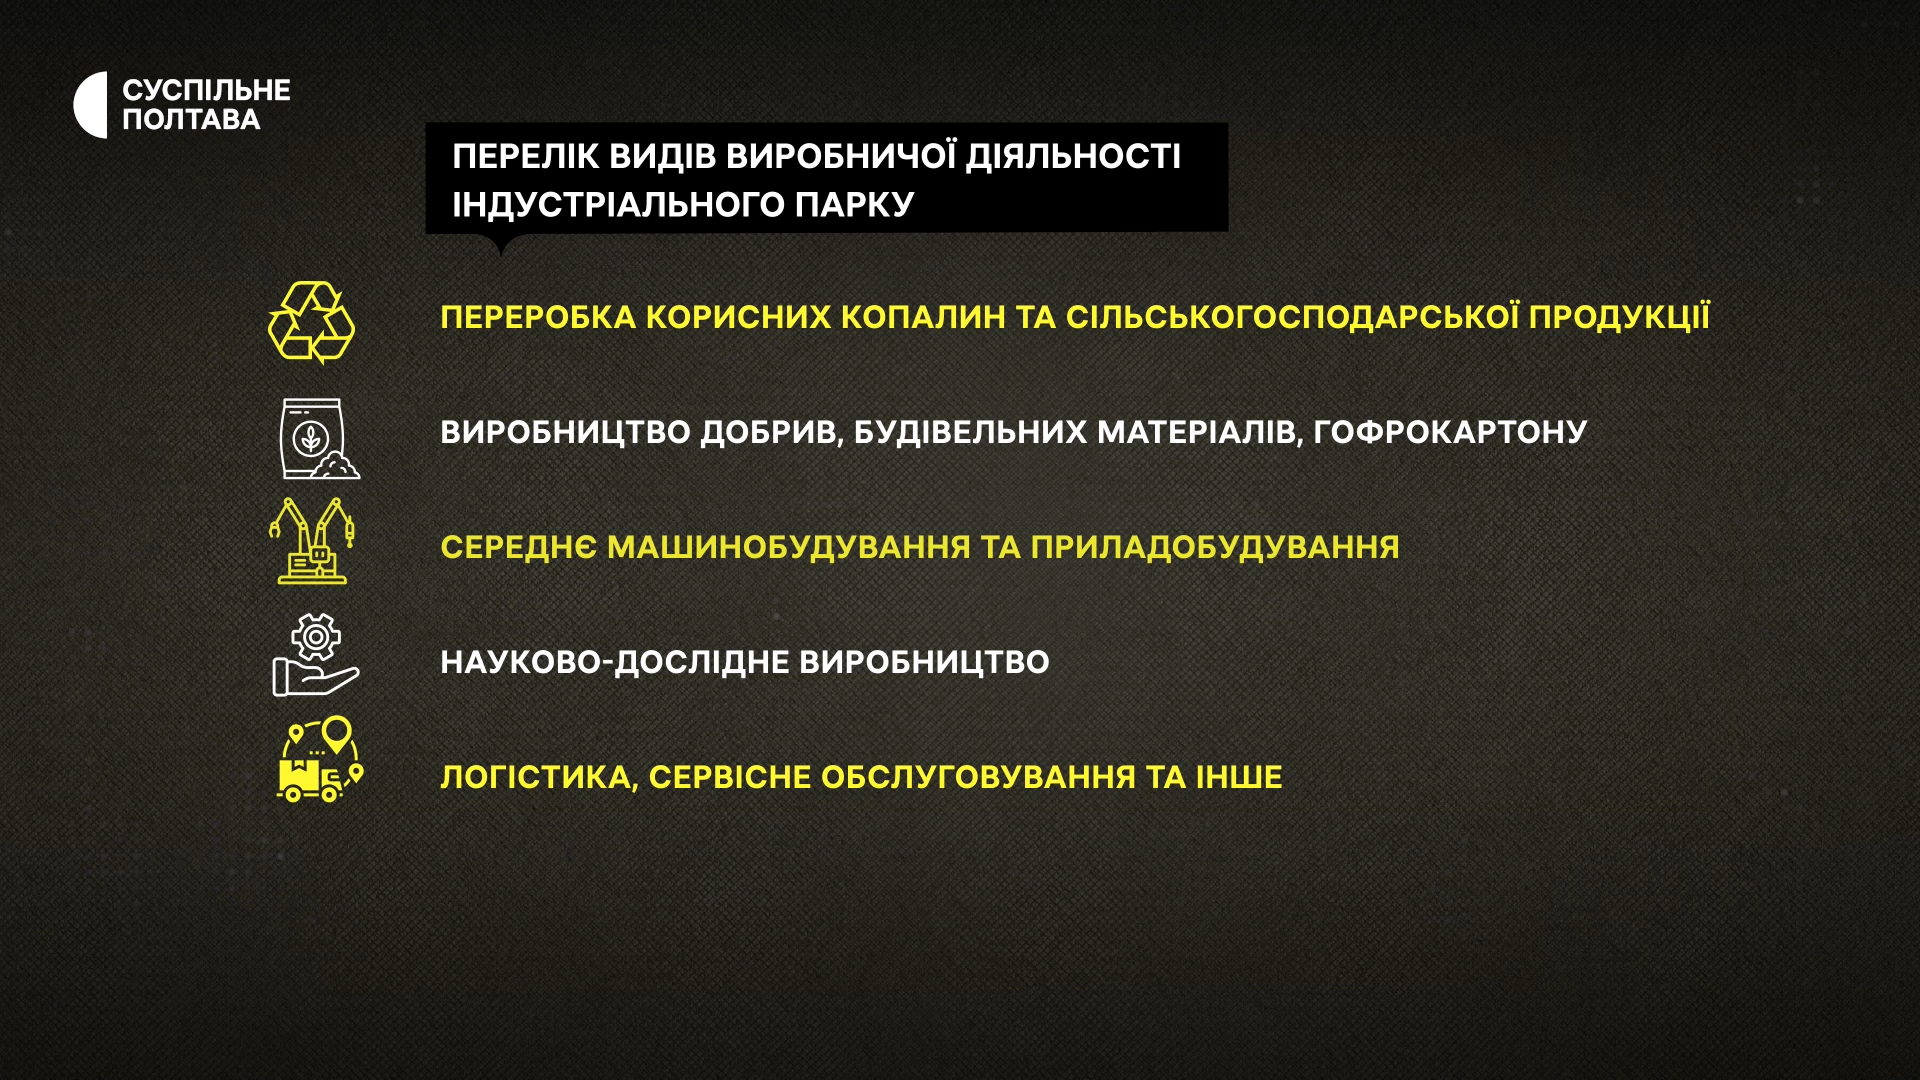 СУСПІЛЬНЕ
ПОЛТАВА
ПЕРЕЛІК ВИДІВ ВИРОБНИЧОЇ ДІЯЛЬНОСТІ
ІНДУСТРІАЛЬНОГО ПАРКУ
ПЕРЕРОБКА КОРИСНИХ КОПАЛИН ТА СІЛЬСЬКОГОСПОДАРСЬКОЇ ПРОДУКЦІЇ
ВИРОБНИЦТВО ДОБРИВ, БУДІВЕЛЬНИХ МАТЕРІАЛІВ, ГОФРОКАРТОНУ
СЕРЕДНЄ МАШИНОБУДУВАННЯ ТА ПРИЛАДОБУДУВАННЯ
НАУКОВО-ДОСЛІДНЕ ВИРОБНИЦТВО
ЛОГІСТИКА, СЕРВІСНЕ ОБСЛУГОВУВАННЯ ТА ІНШЕ